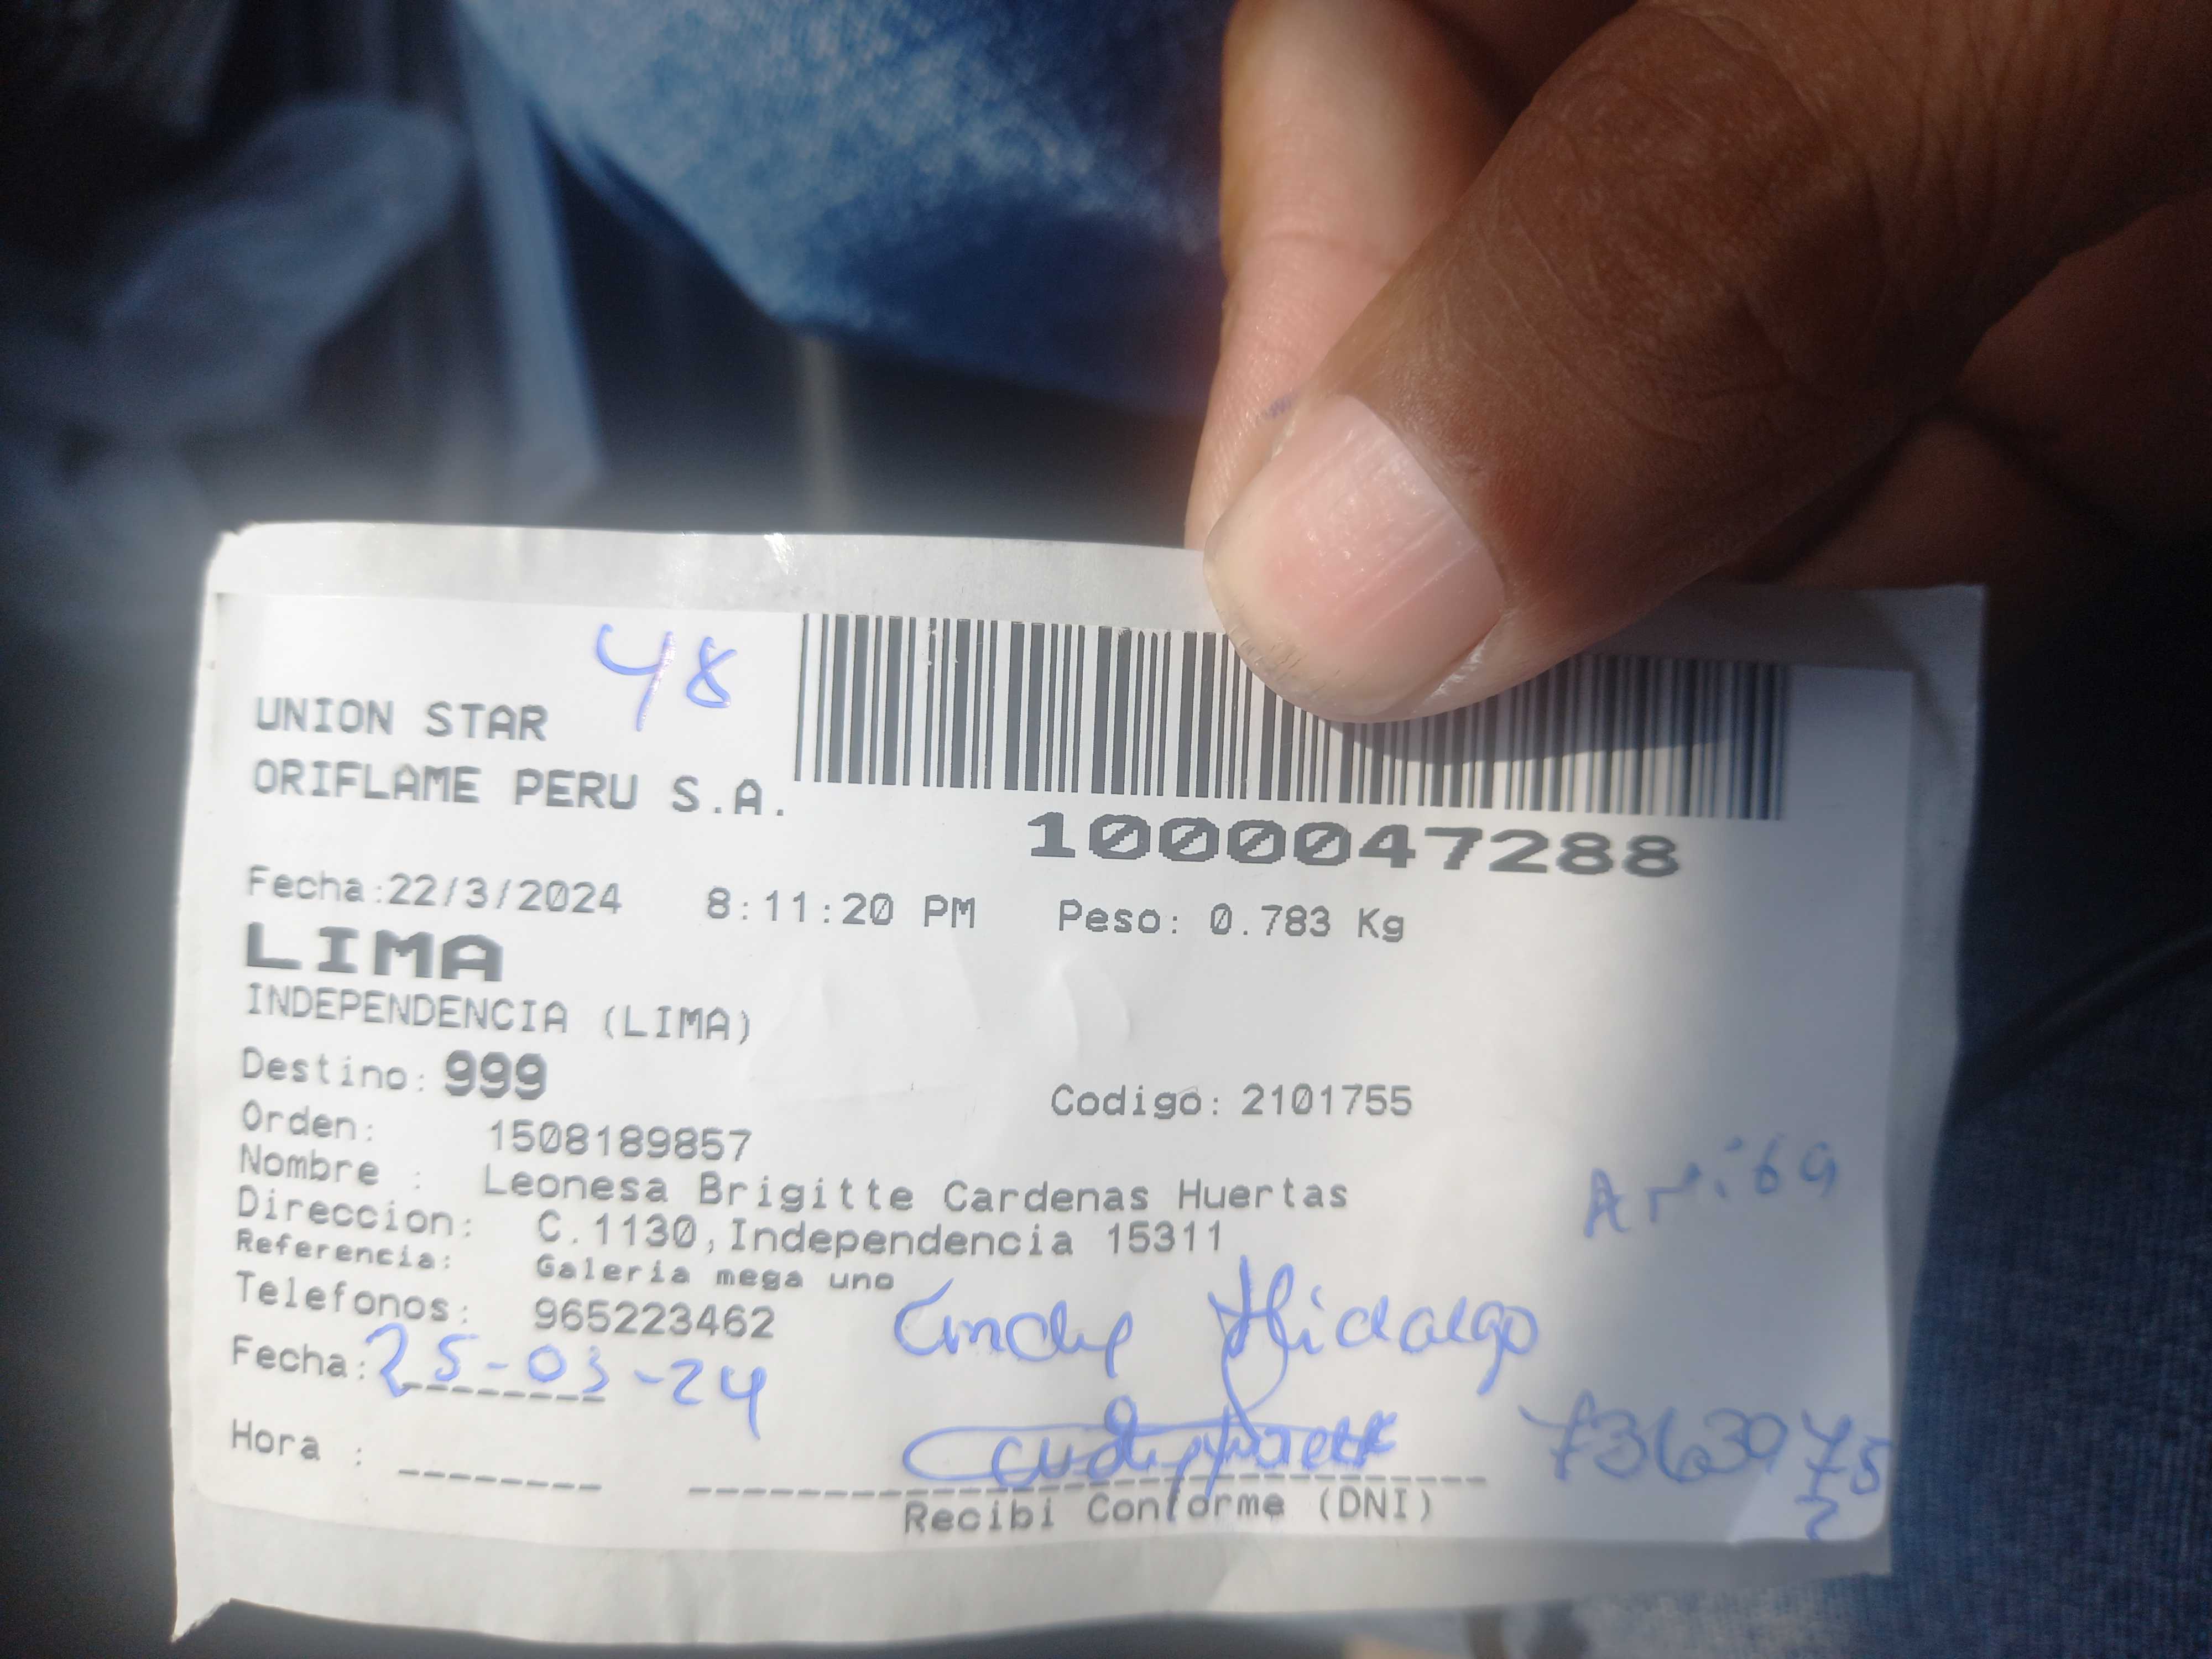 48
UNION STAR
ORIFLAME PERU S.A.
1000047288
Fecha:22/3/2024 8:11:20 PM Peso: 0.783 Kg
LIMA
INDEPENDENCIA (LIMA)
Destino: 999
Codigo: 2101755
Orden: 1508189857
Nombre : Leonesa Brigitte Cardenas Huertas
Direccion: C.1130,Independencia 15311
Referencia: Galeria mega uno
Telefonos: 965223462
Hidalgo
Fecha: 25-03-24
Hora :
Recibi Conforme (DNI)